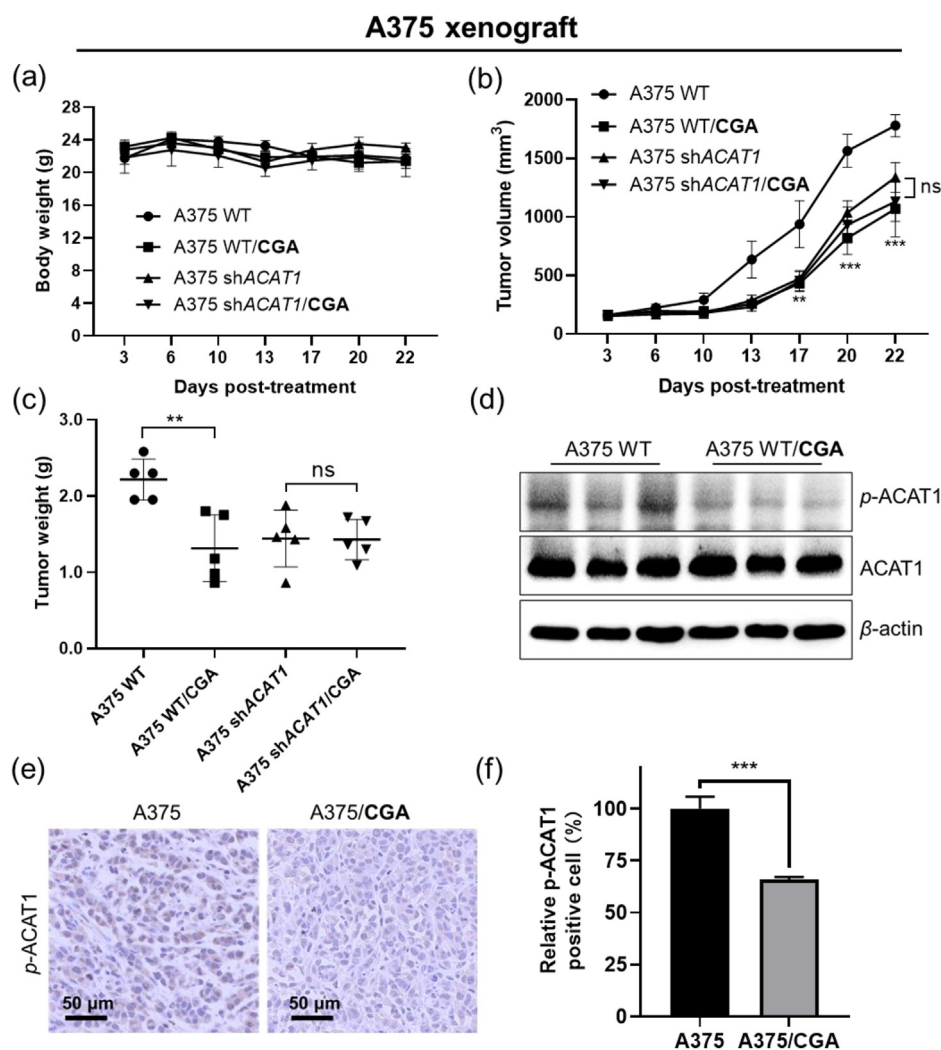 A375 xenograft
(a)
Body weight (g)
28
24
20
16
12
8
4
0
A375 WT
A375 WT/CGA
A375 shACAT1
A375 shACAT1/CGA
3 6 10 13 17 20 22
Days post-treatment
(b)
A375 WT
A375 WT/CGA
A375 shACAT1
A375 shACAT1/CGA
Tumor volume (mm³)
2000
1500
1000
500
0
ns
** *** ***
3 6 10 13 17 20 22
Days post-treatment
(c)
Tumor weight (g)
3.0
2.0
1.0
0.0
**
ns
A375 WT
A375 WT/CGA
A375 shACAT1
A375 shACAT1/CGA
(d)
A375 WT A375 WT/CGA
p-ACAT1
ACAT1
β-actin
(e)
A375 A375/CGA
p-ACAT1
50 μm 50 μm
(f)
Relative p-ACAT1
positive cell (%)
100
75
50
25
0
***
A375 A375/CGA